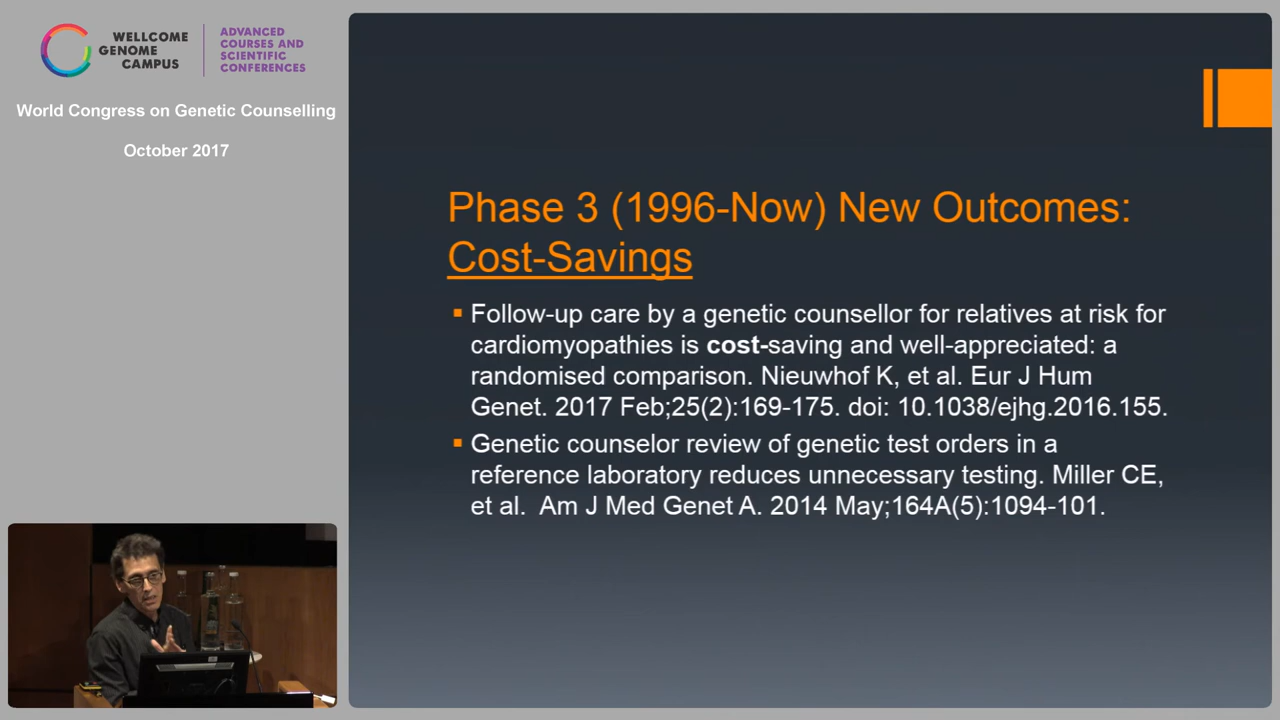 WELLCOME
GENOME
CAMPUS
ADVANCED
COURSES AND
SCIENTIFIC
CONFERENCES
World Congress on Genetic Counselling
October 2017
Phase 3 (1996-Now) New Outcomes:
Cost-Savings
▪ Follow-up care by a genetic counsellor for relatives at risk for
cardiomyopathies is cost-saving and well-appreciated: a
randomised comparison. Nieuwhof K, et al. Eur J Hum
Genet. 2017 Feb;25(2):169-175. doi: 10.1038/ejhg.2016.155.
▪ Genetic counselor review of genetic test orders in a
reference laboratory reduces unnecessary testing. Miller CE,
et al.  Am J Med Genet A. 2014 May;164A(5):1094-101.